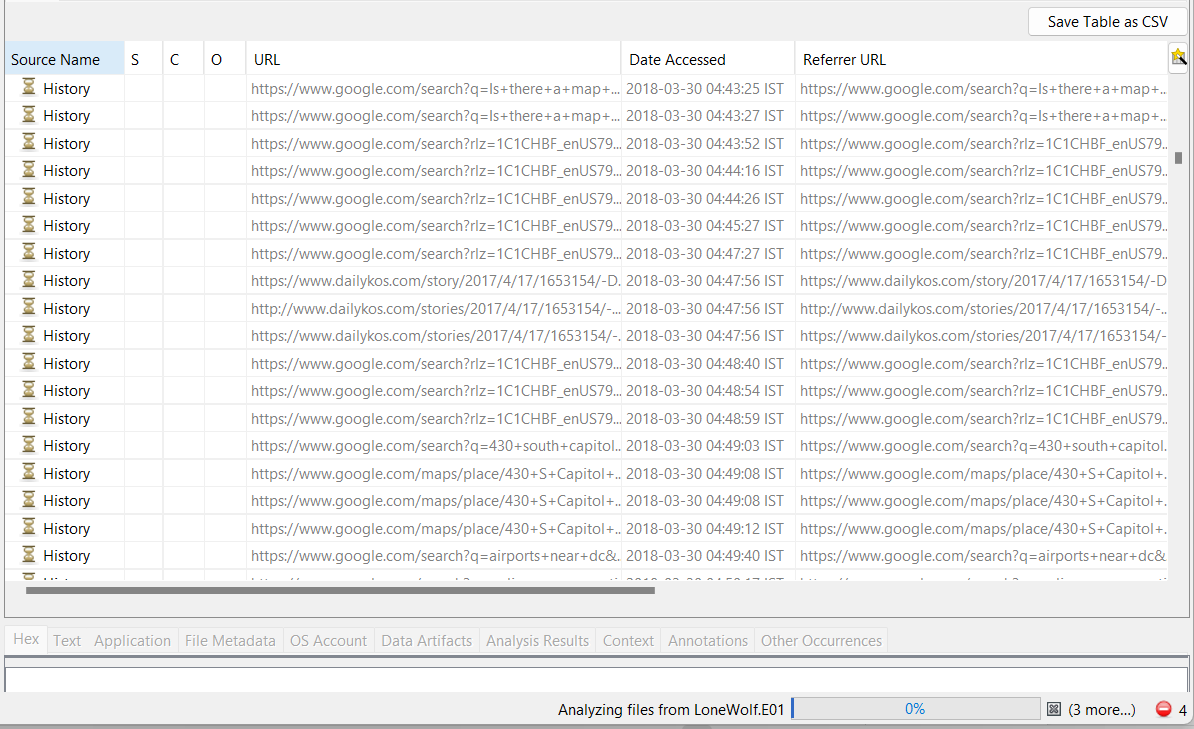 Save Table as CSV
Source Name S C O URL Date Accessed Referrer URL
History https://www.google.com/search?q=Is+there+a+map+... 2018-03-30 04:43:25 IST https://www.google.com/search?q=Is+there+a+map+...
History https://www.google.com/search?q=Is+there+a+map+... 2018-03-30 04:43:27 IST https://www.google.com/search?q=Is+there+a+map+...
History https://www.google.com/search?rlz=1C1CHBF_enUS79... 2018-03-30 04:43:52 IST https://www.google.com/search?rlz=1C1CHBF_enUS79...
History https://www.google.com/search?rlz=1C1CHBF_enUS79... 2018-03-30 04:44:16 IST https://www.google.com/search?rlz=1C1CHBF_enUS79...
History https://www.google.com/search?rlz=1C1CHBF_enUS79... 2018-03-30 04:44:26 IST https://www.google.com/search?rlz=1C1CHBF_enUS79...
History https://www.google.com/search?rlz=1C1CHBF_enUS79... 2018-03-30 04:45:27 IST https://www.google.com/search?rlz=1C1CHBF_enUS79...
History https://www.google.com/search?rlz=1C1CHBF_enUS79... 2018-03-30 04:47:27 IST https://www.google.com/search?rlz=1C1CHBF_enUS79...
History https://www.dailykos.com/story/2017/4/17/1653154/-D... 2018-03-30 04:47:56 IST https://www.dailykos.com/story/2017/4/17/1653154/-D
History http://www.dailykos.com/stories/2017/4/17/1653154/-... 2018-03-30 04:47:56 IST http://www.dailykos.com/stories/2017/4/17/1653154/-...
History https://www.dailykos.com/stories/2017/4/17/1653154/-... 2018-03-30 04:47:56 IST https://www.dailykos.com/stories/2017/4/17/1653154/-
History https://www.google.com/search?rlz=1C1CHBF_enUS79... 2018-03-30 04:48:40 IST https://www.google.com/search?rlz=1C1CHBF_enUS79...
History https://www.google.com/search?rlz=1C1CHBF_enUS79... 2018-03-30 04:48:54 IST https://www.google.com/search?rlz=1C1CHBF_enUS79...
History https://www.google.com/search?rlz=1C1CHBF_enUS79... 2018-03-30 04:48:59 IST https://www.google.com/search?rlz=1C1CHBF_enUS79...
History https://www.google.com/search?q=430+south+capitol... 2018-03-30 04:49:03 IST https://www.google.com/search?q=430+south+capitol.
History https://www.google.com/maps/place/430+S+Capitol+... 2018-03-30 04:49:08 IST https://www.google.com/maps/place/430+S+Capitol+.
History https://www.google.com/maps/place/430+S+Capitol+... 2018-03-30 04:49:08 IST https://www.google.com/maps/place/430+S+Capitol+.
History https://www.google.com/maps/place/430+S+Capitol+... 2018-03-30 04:49:12 IST https://www.google.com/maps/place/430+S+Capitol+.
History https://www.google.com/search?q=airports+near+dc&... 2018-03-30 04:49:40 IST https://www.google.com/search?q=airports+near+dc&
Hex Text Application File Metadata OS Account Data Artifacts Analysis Results Context Annotations Other Occurrences
Analyzing files from LoneWolf.E01 0% (3 more...) 4